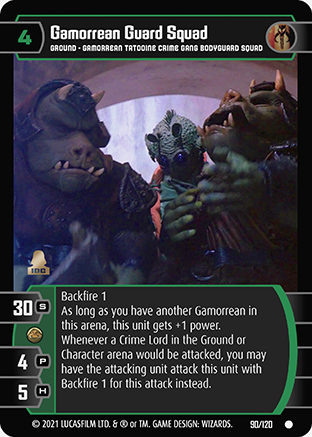 4
Gamorrean Guard Squad
GROUND - GAMORREAN TATOOINE CRIME GANG BODYGUARD SQUAD
IDC
30 S
4 P
5 H
Backfire 1
As long as you have another Gamorrean in
this arena, this unit gets +1 power.
Whenever a Crime Lord in the Ground or
Character arena would be attacked, you may
have the attacking unit attack this unit with
Backfire 1 for this attack instead.
© 2021 LUCASFILM LTD. & ® OR TM. GAME DESIGN: WIZARDS.
90/120